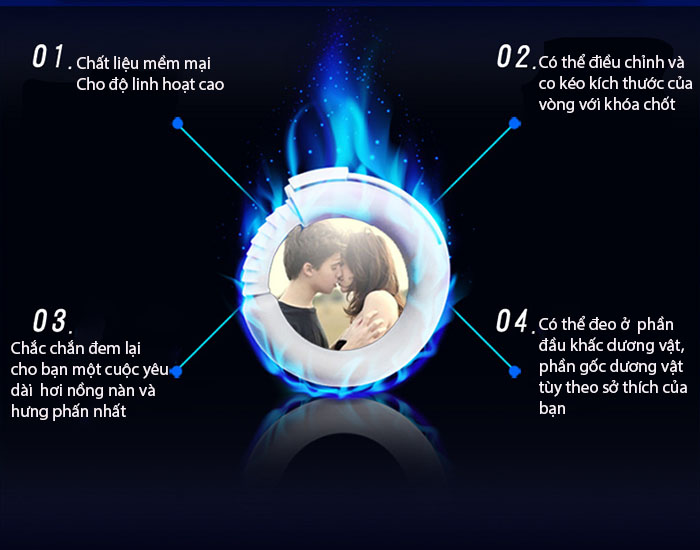 01. Chất liệu mềm mại
Cho độ linh hoạt cao
02. Có thể điều chỉnh và
co kéo kích thước của
vòng với khóa chốt
03.
Chắc chắn đem lại
cho bạn một cuộc yêu
dài hơi nồng nàn và
hưng phấn nhất
04. Có thể đeo ở phần
đầu khấc dương vật,
phần gốc dương vật
tùy theo sở thích của
bạn